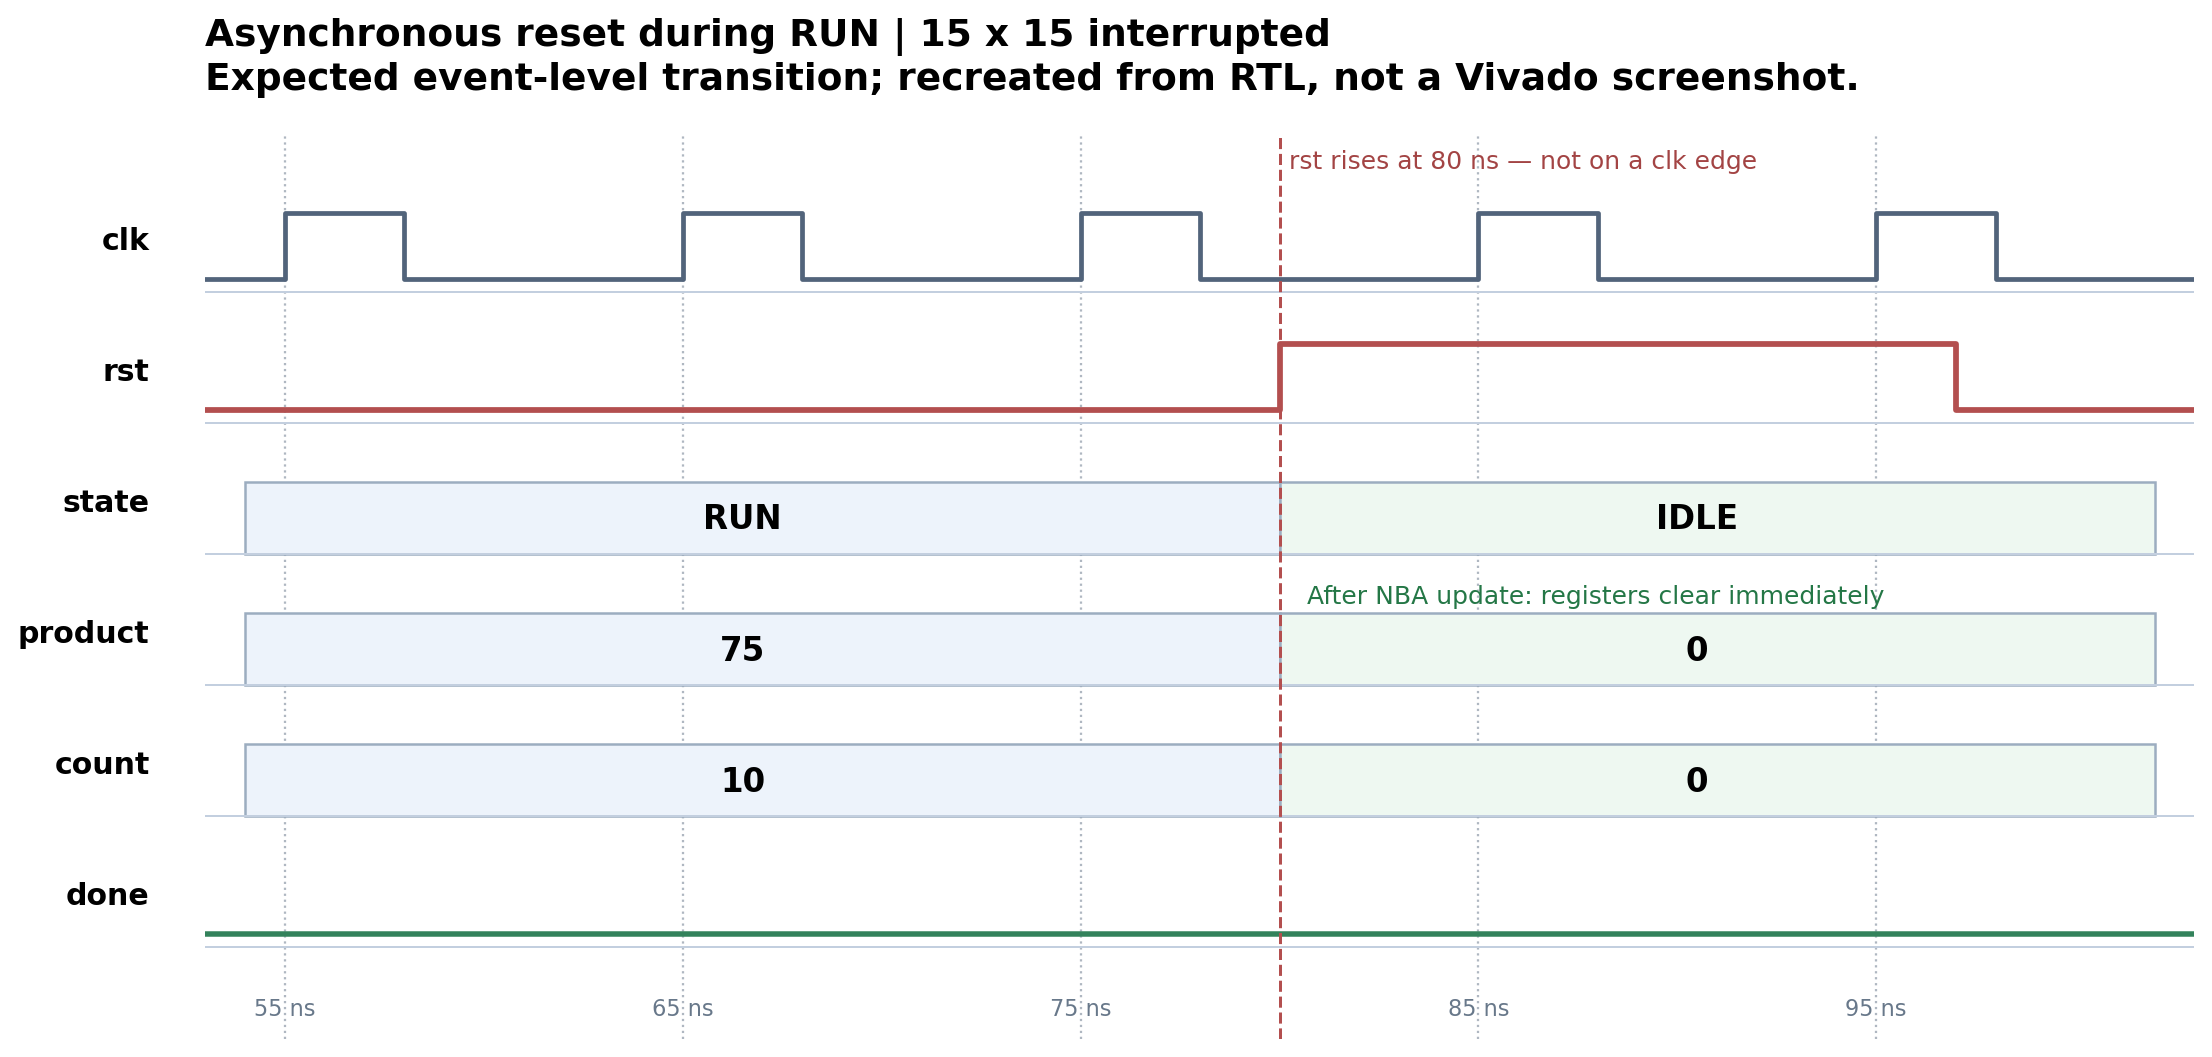 Asynchronous reset during RUN | 15 x 15 interrupted
Expected event-level transition; recreated from RTL, not a Vivado screenshot.
rst rises at 80 ns — not on a clk edge
clk
rst
state
RUN
IDLE
After NBA update: registers clear immediately
product
75
0
count
10
0
done
55 ns
65 ns
75 ns
85 ns
95 ns